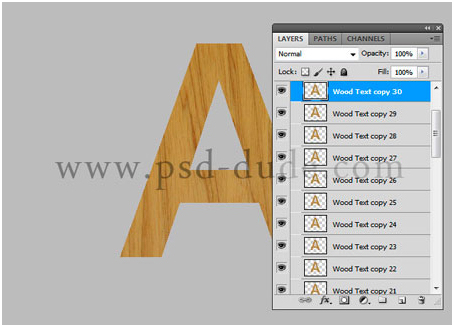 A
LAYERS PATHS CHANNELS
Normal Opacity: 100%
Lock: Fill: 100%
Wood Text copy 30
Wood Text copy 29
Wood Text copy 28
Wood Text copy 27
Wood Text copy 26
Wood Text copy 25
Wood Text copy 24
Wood Text copy 23
Wood Text copy 22
Wood Text copy 21
fx
www.psd-dude.com